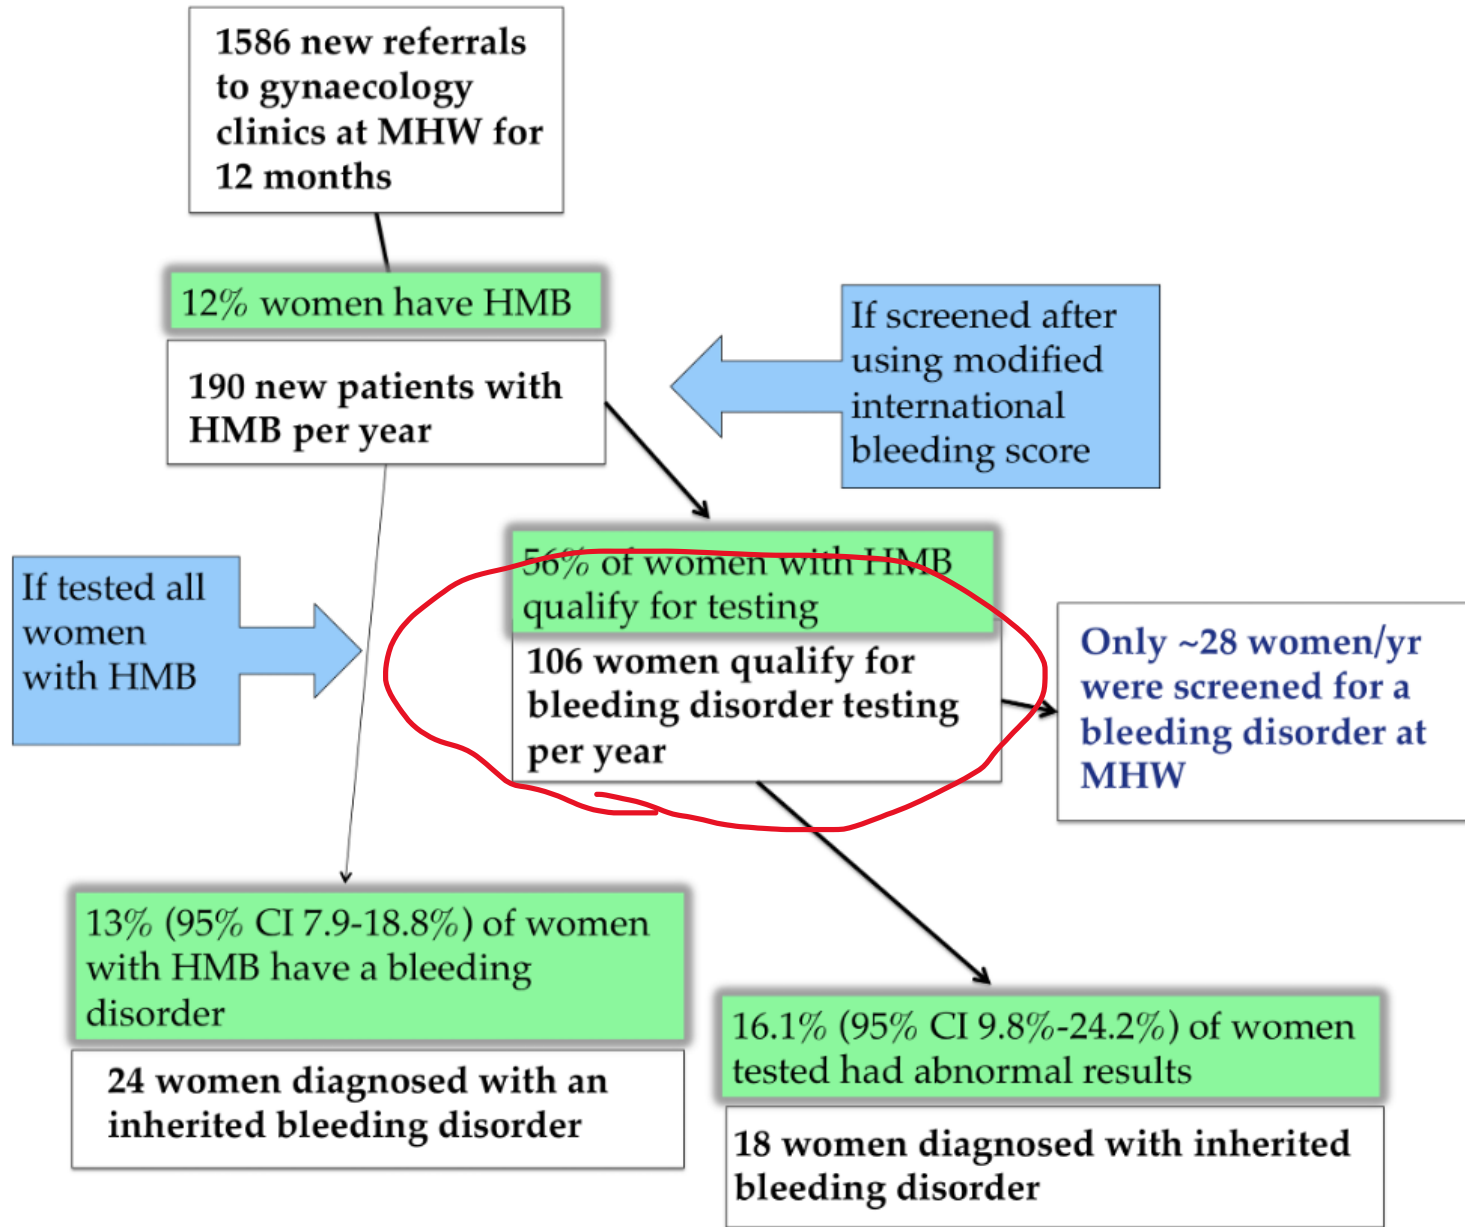 1586 new referrals
to gynaecology
clinics at MHW for
12 months
12% women have HMB
190 new patients with
HMB per year
If screened after
using modified
international
bleeding score
If tested all
women
with HMB
56% of women with HMB
qualify for testing
106 women qualify for
bleeding disorder testing
per year
Only ~28 women/yr
were screened for a
bleeding disorder at
MHW
13% (95% CI 7.9-18.8%) of women
with HMB have a bleeding
disorder
24 women diagnosed with an
inherited bleeding disorder
16.1% (95% CI 9.8%-24.2%) of women
tested had abnormal results
18 women diagnosed with inherited
bleeding disorder